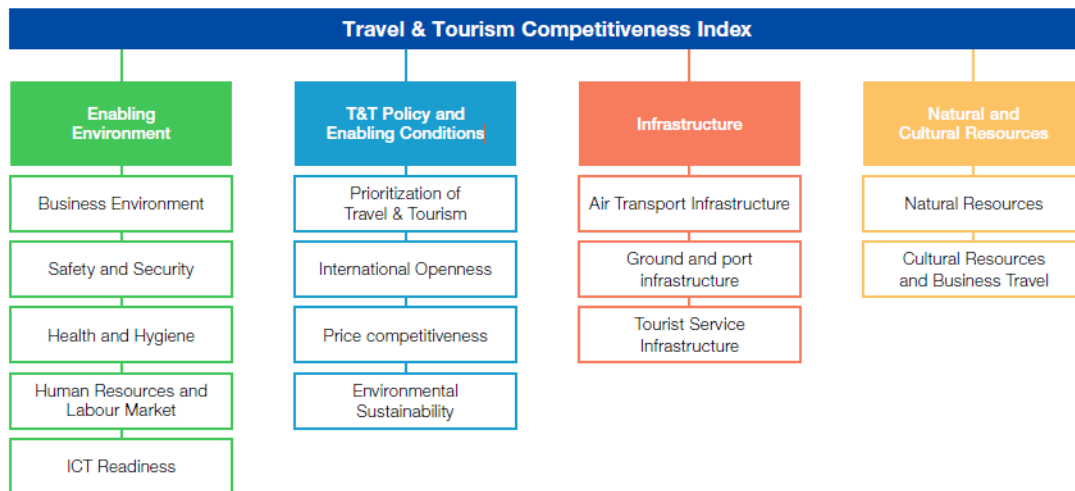 Travel & Tourism Competitiveness Index
Enabling
Environment
Business Environment
Safety and Security
Health and Hygiene
Human Resources and
Labour Market
ICT Readiness
T&T Policy and
Enabling Conditions
Prioritization of
Travel & Tourism
International Openness
Price competitiveness
Environmental
Sustainability
Infrastructure
Air Transport Infrastructure
Ground and port
infrastructure
Tourist Service
Infrastructure
Natural and
Cultural Resources
Natural Resources
Cultural Resources
and Business Travel